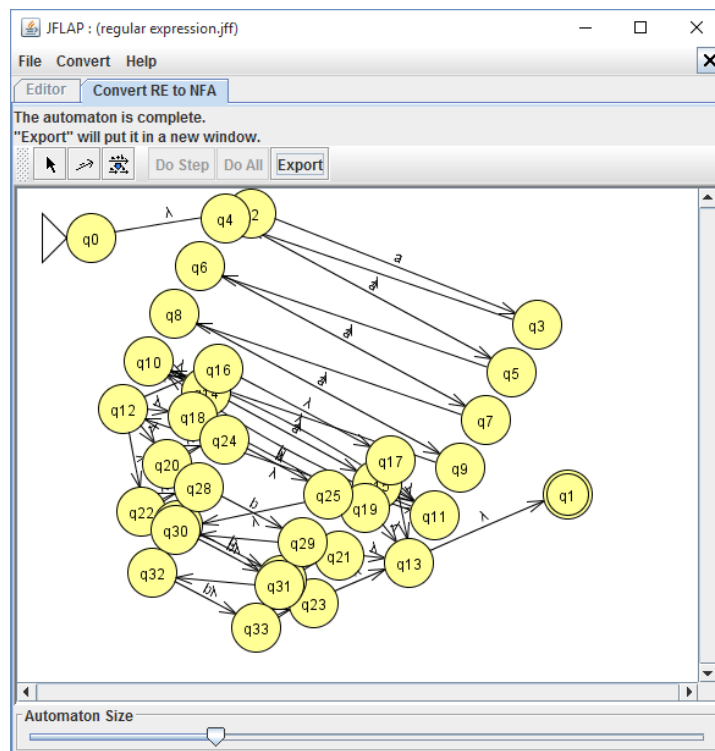 JFLAP : (regular expression.jff)
File Convert Help
Editor Convert RE to NFA
The automaton is complete.
"Export" will put it in a new window.
Do Step Do All Export
q0
λ
q4
2
a
q6
q3
q8
q5
q10
q16
q7
14
q12
q18
λ
q24
q17
q9
q20
λ
q25
q1
q28
q22
b
q19
q11
λ
q30
λ
q29
q21
q13
q32
q31
bλ
q23
q33
Automaton Size